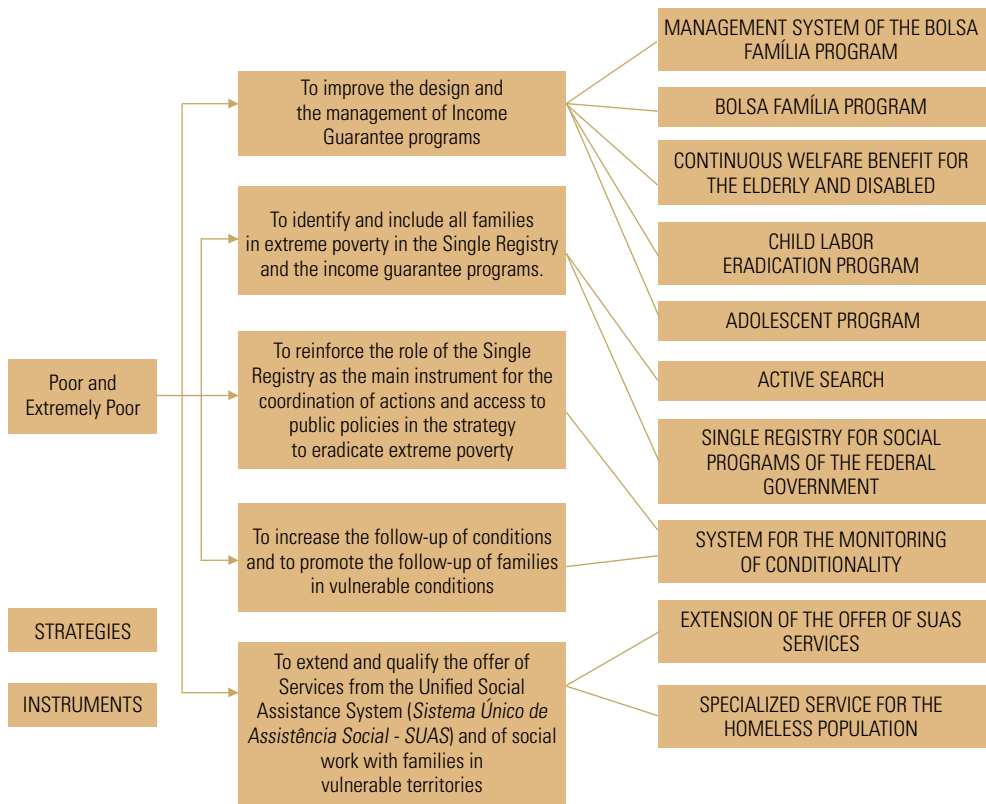 Poor and
Extremely Poor
STRATEGIES
INSTRUMENTS
To improve the design and
the management of Income
Guarantee programs
To identify and include all families
in extreme poverty in the Single Registry
and the income guarantee programs.
To reinforce the role of the Single
Registry as the main instrument for the
coordination of actions and access to
public policies in the strategy
to eradicate extreme poverty
To increase the follow-up of conditions
and to promote the follow-up of families
in vulnerable conditions
To extend and qualify the offer of
Services from the Unified Social
Assistance System (Sistema Único de
Assistência Social - SUAS) and of social
work with families in
vulnerable territories
MANAGEMENT SYSTEM OF THE BOLSA
FAMÍLIA PROGRAM
BOLSA FAMÍLIA PROGRAM
CONTINUOUS WELFARE BENEFIT FOR
THE ELDERLY AND DISABLED
CHILD LABOR
ERADICATION PROGRAM
ADOLESCENT PROGRAM
ACTIVE SEARCH
SINGLE REGISTRY FOR SOCIAL
PROGRAMS OF THE FEDERAL
GOVERNMENT
SYSTEM FOR THE MONITORING
OF CONDITIONALITY
EXTENSION OF THE OFFER OF SUAS
SERVICES
SPECIALIZED SERVICE FOR THE
HOMELESS POPULATION